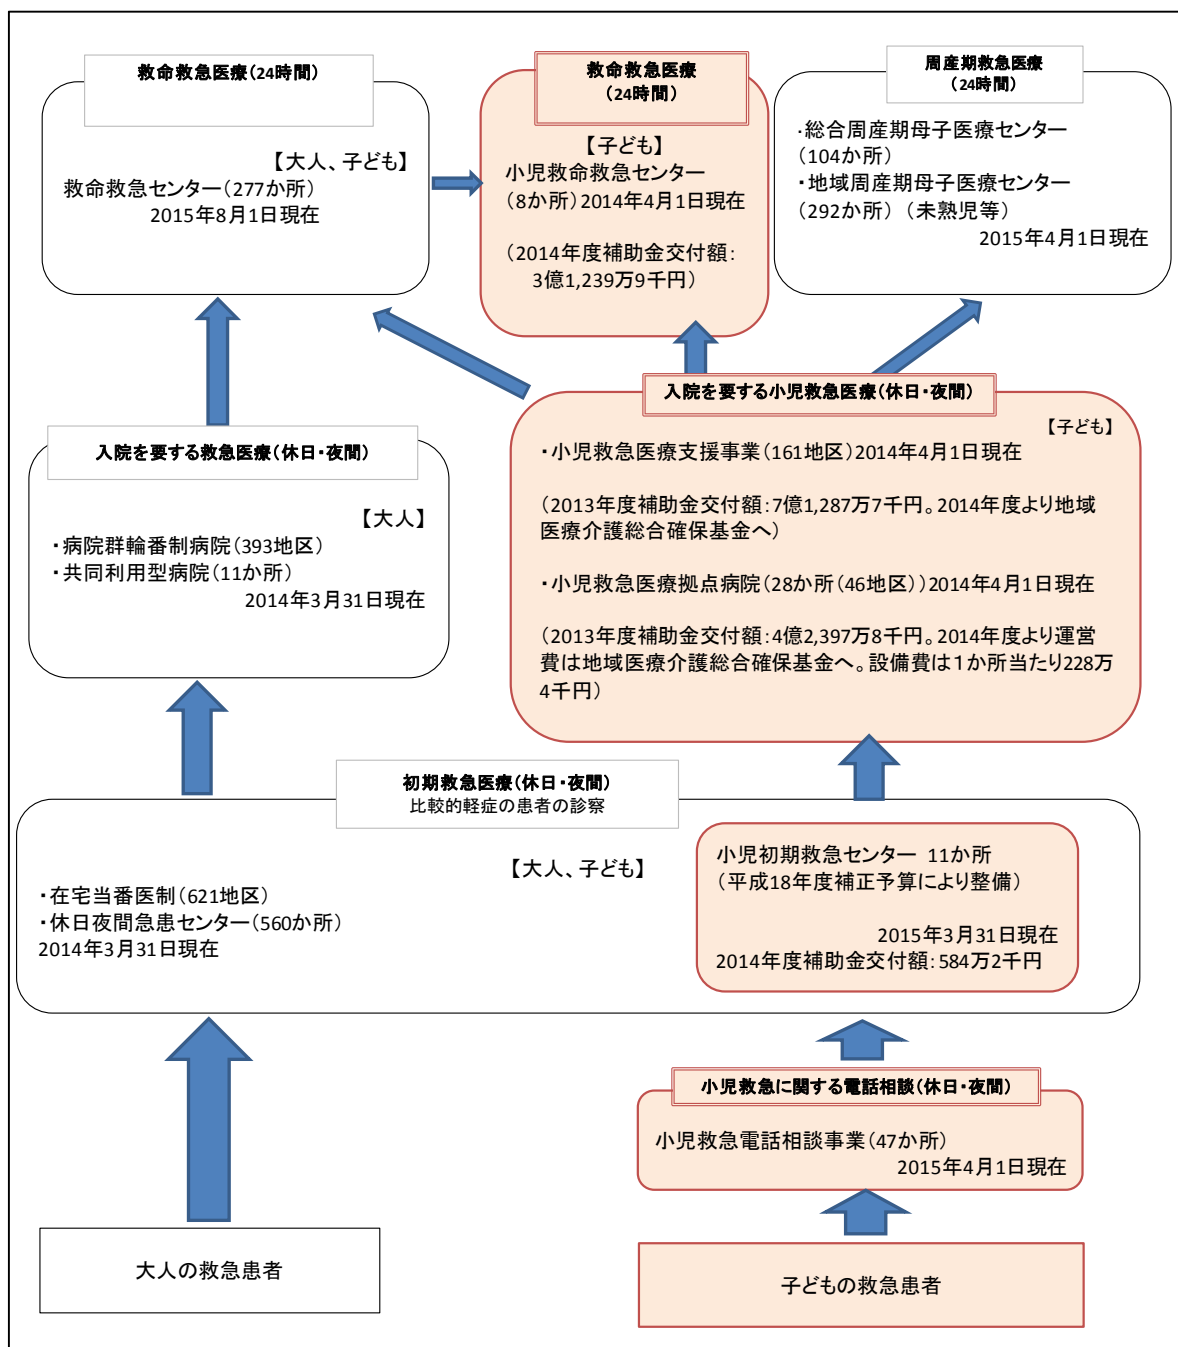 救命救急医療(24時間)
【大人、子ども】
救命救急センター(277か所)
2015年8月1日現在
救命救急医療
(24時間)
【子ども】
小児救命救急センター
(8か所)2014年4月1日現在
(2014年度補助金交付額:
3億1,239万9千円)
周産期救急医療
(24時間)
・総合周産期母子医療センター
(104か所)
・地域周産期母子医療センター
(292か所) (未熟児等)
2015年4月1日現在
入院を要する救急医療(休日・夜間)
【大人】
・病院群輪番制病院(393地区)
・共同利用型病院(11か所)
2014年3月31日現在
入院を要する小児救急医療(休日・夜間)
【子ども】
・小児救急医療支援事業(161地区)2014年4月1日現在
(2013年度補助金交付額:7億1,287万7千円。2014年度より地域
医療介護総合確保基金へ)
・小児救急医療拠点病院(28か所(46地区))2014年4月1日現在
(2013年度補助金交付額:4億2,397万8千円。2014年度より運営
費は地域医療介護総合確保基金へ。設備費は1か所当たり228万
4千円)
初期救急医療(休日・夜間)
比較的軽症の患者の診察
【大人、子ども】
・在宅当番医制(621地区)
・休日夜間急患センター(560か所)
2014年3月31日現在
小児初期救急センター 11か所
(平成18年度補正予算により整備)
2015年3月31日現在
2014年度補助金交付額:584万2千円
小児救急に関する電話相談(休日・夜間)
小児救急電話相談事業(47か所)
2015年4月1日現在
大人の救急患者
子どもの救急患者